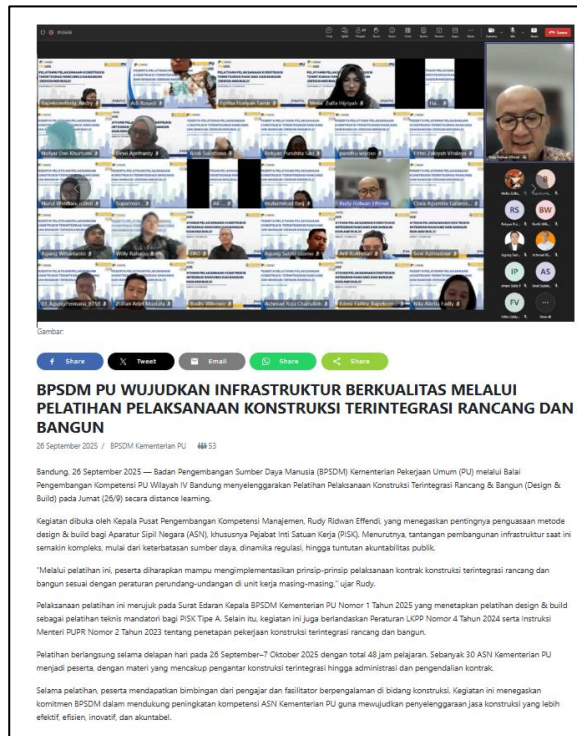 Rudy Ridwan Effendi
RS
BW
IP
AS
FV
Gambar:
Share
Tweet
Email
Share
Share
BPSDM PU WUJUDKAN INFRASTRUKTUR BERKUALITAS MELALUI
PELATIHAN PELAKSANAAN KONSTRUKSI TERINTEGRASI RANCANG DAN
BANGUN
26 September 2025 / BPSDM Kementerian PU 53
Bandung, 26 September 2025 — Badan Pengembangan Sumber Daya Manusia (BPSDM) Kementerian Pekerjaan Umum (PU) melalui Balai
Pengembangan Kompetensi PU Wilayah IV Bandung menyelenggarakan Pelatihan Pelaksanaan Konstruksi Terintegrasi Rancang & Bangun (Design &
Build) pada Jumat (26/9) secara distance learning.
Kegiatan dibuka oleh Kepala Pusat Pengembangan Kompetensi Manajemen, Rudy Ridwan Effendi, yang menegaskan pentingnya penguasaan metode
design & build bagi Aparatur Sipil Negara (ASN), khususnya Pejabat Inti Satuan Kerja (PISK). Menurutnya, tantangan pembangunan infrastruktur saat ini
semakin kompleks, mulai dari keterbatasan sumber daya, dinamika regulasi, hingga tuntutan akuntabilitas publik.
"Melalui pelatihan ini, peserta diharapkan mampu mengimplementasikan prinsip-prinsip pelaksanaan kontrak konstruksi terintegrasi rancang dan
bangun sesuai dengan peraturan perundang-undangan di unit kerja masing-masing," ujar Rudy.
Pelaksanaan pelatihan ini merujuk pada Surat Edaran Kepala BPSDM Kementerian PU Nomor 1 Tahun 2025 yang menetapkan pelatihan design & build
sebagai pelatihan teknis mandatori bagi PISK Tipe A. Selain itu, kegiatan ini juga berlandaskan Peraturan LKPP Nomor 4 Tahun 2024 serta Instruksi
Menteri PUPR Nomor 2 Tahun 2023 tentang penetapan pekerjaan konstruksi terintegrasi rancang dan bangun.
Pelatihan berlangsung selama delapan hari pada 26 September–7 Oktober 2025 dengan total 48 jam pelajaran. Sebanyak 30 ASN Kementerian PU
menjadi peserta, dengan materi yang mencakup pengantar konstruksi terintegrasi hingga administrasi dan pengendalian kontrak.
Selama pelatihan, peserta mendapatkan bimbingan dari pengajar dan fasilitator berpengalaman di bidang konstruksi. Kegiatan ini menegaskan
komitmen BPSDM dalam mendukung peningkatan kompetensi ASN Kementerian PU guna mewujudkan penyelenggaraan jasa konstruksi yang lebih
efektif, efisien, inovatif, dan akuntabel.